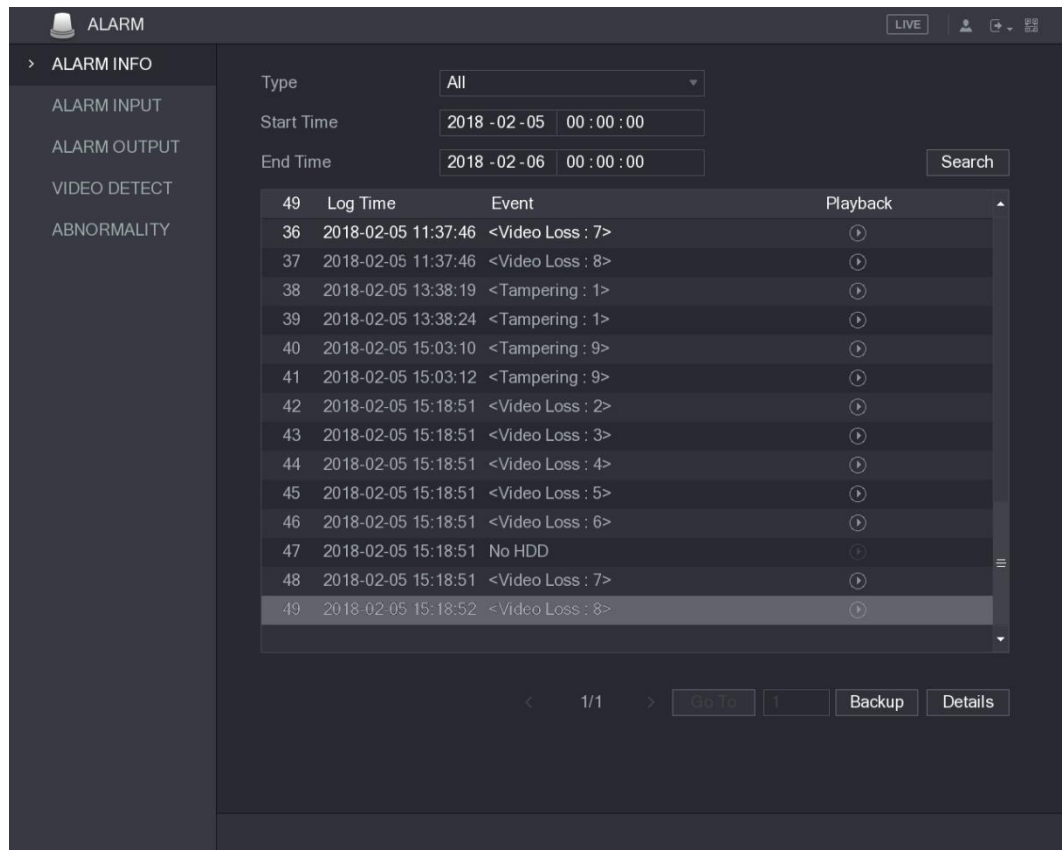 ALARM LIVE
ALARM INFO
ALARM INPUT
ALARM OUTPUT
VIDEO DETECT
ABNORMALITY
Type All
Start Time 2018 - 02 - 05 00 : 00 : 00
End Time 2018 - 02 - 06 00 : 00 : 00
Search
49 Log Time Event Playback
36 2018-02-05 11:37:46 <Video Loss : 7>
37 2018-02-05 11:37:46 <Video Loss : 8>
38 2018-02-05 13:38:19 <Tampering : 1>
39 2018-02-05 13:38:24 <Tampering : 1>
40 2018-02-05 15:03:10 <Tampering : 9>
41 2018-02-05 15:03:12 <Tampering : 9>
42 2018-02-05 15:18:51 <Video Loss : 2>
43 2018-02-05 15:18:51 <Video Loss : 3>
44 2018-02-05 15:18:51 <Video Loss : 4>
45 2018-02-05 15:18:51 <Video Loss : 5>
46 2018-02-05 15:18:51 <Video Loss : 6>
47 2018-02-05 15:18:51 No HDD
48 2018-02-05 15:18:51 <Video Loss : 7>
49 2018-02-05 15:18:52 <Video Loss : 8>
< 1/1 > Go To 1 Backup Details